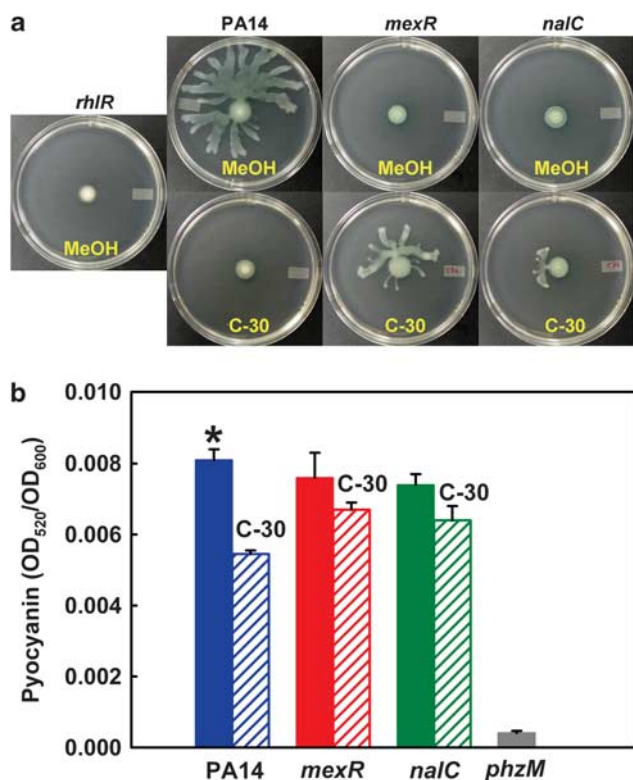 a
PA14 mexR nalC
rhlR
MeOH MeOH MeOH
MeOH
C-30 C-30 C-30
b
Pyocyanin (OD520/OD600)
0.010
0.008
0.006
0.004
0.002
0.000
*
C-30
C-30
C-30
PA14 mexR nalC phzM